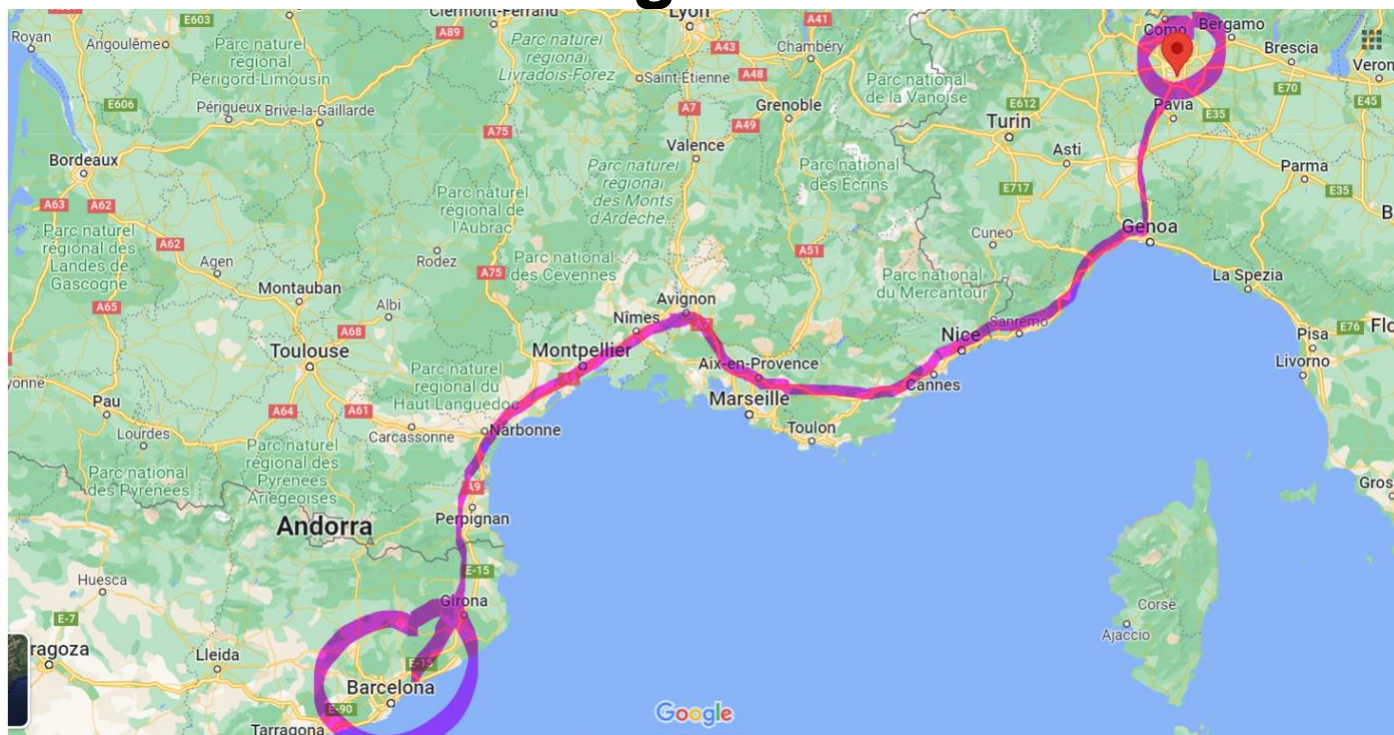 Clermont-Ferrand
Lyon
A41
Como
Bergamo
E603
Royan
Angoulême
Parc naturel
régional
Périgord-Limousin
A89
Parc naturel
régional
Livradois-Forez
A43
Chambéry
Brescia
Saint-Étienne
A48
Parc national
de la Vanoise
Veron
E606
Périgueux
Brive-la-Gaillarde
A7
Grenoble
E612
Pavia
E70
E45
A75
A49
Turin
E35
Bordeaux
Valence
Asti
Parma
Parc naturel
régional
des Monts
d'Ardèche...
Parc national
des Écrins
A63
A62
Parc naturel
régional de
l'Aubrac
E717
E35
Parc naturel
régional des
Landes de
Gascogne
A62
Genoa
B
Agen
Rodez
A75
Parc national
des Cévennes
A51
Cuneo
La Spezia
Montauban
Albi
Avignon
Parc national
du Mercantour
A65
Nîmes
A68
Nice
Sanremo
Pisa
E76
Flo
Toulouse
Montpellier
Aix-en-Provence
Livorno
yonne
Parc naturel
régional du
Haut-Languedoc
Cannes
Pau
A64
A61
Marseille
Lourdes
Carcassonne
Narbonne
Toulon
Parc national
des Pyrénées
Parc naturel
régional des
Pyrénées
Ariégeoises
A9
Gros
Andorra
Perpignan
Huesca
E-15
Girona
Corse
E-7
Ajaccio
ragoza
Lleida
E-15
Barcelona
E-90
Google
Tarragona